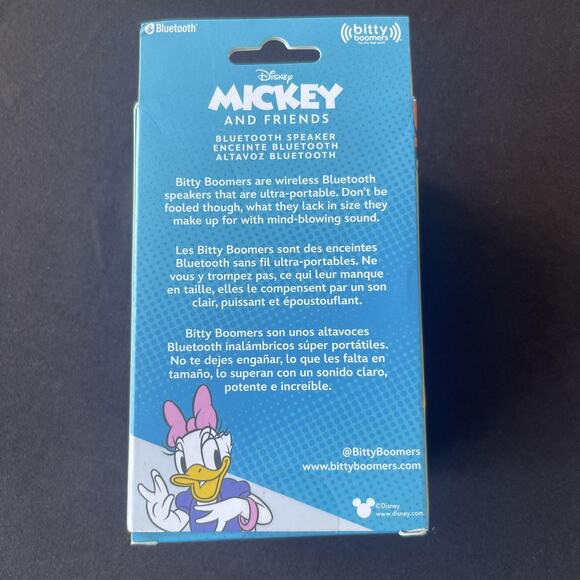 Bluetooth®
bitty
boomers
Disney
MICKEY
AND FRIENDS
BLUETOOTH SPEAKER
ENCEINTE BLUETOOTH
ALTAVOZ BLUETOOTH
Bitty Boomers are wireless Bluetooth
speakers that are ultra-portable. Don't be
fooled though, what they lack in size they
make up for with mind-blowing sound.
Les Bitty Boomers sont des enceintes
Bluetooth sans fil ultra-portables. Ne
vous y trompez pas, ce qui leur manque
en taille, elles le compensent par un son
clair, puissant et époustouflant.
Bitty Boomers son unos altavoces
Bluetooth inalámbricos súper portátiles.
No te dejes engañar, lo que les falta en
tamaño, lo superan con un sonido claro,
potente e increíble.
@BittyBoomers
www.bittyboomers.com
©Disney
www.disney.com